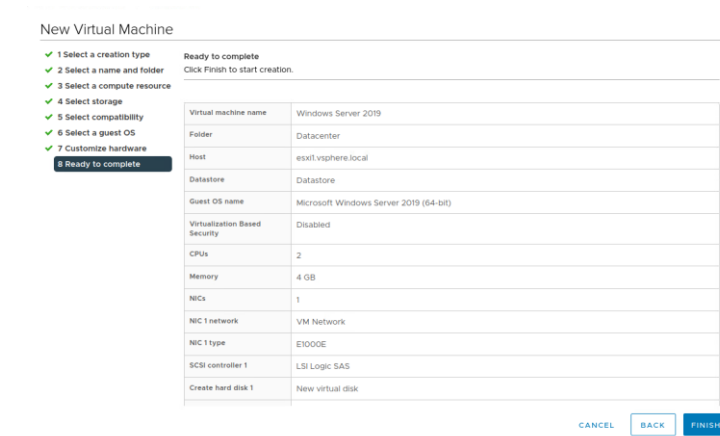 New Virtual Machine
1 Select a creation type
2 Select a name and folder
3 Select a compute resource
4 Select storage
5 Select compatibility
6 Select a guest OS
7 Customize hardware
8 Ready to complete
Ready to complete
Click Finish to start creation.
Virtual machine name Windows Server 2019
Folder Datacenter
Host esxi1.vsphere.local
Datastore Datastore
Guest OS name Microsoft Windows Server 2019 (64-bit)
Virtualization Based
Security Disabled
CPUs 2
Memory 4 GB
NICs 1
NIC 1 network VM Network
NIC 1 type E1000E
SCSI controller 1 LSI Logic SAS
Create hard disk 1 New virtual disk
CANCEL BACK FINISH